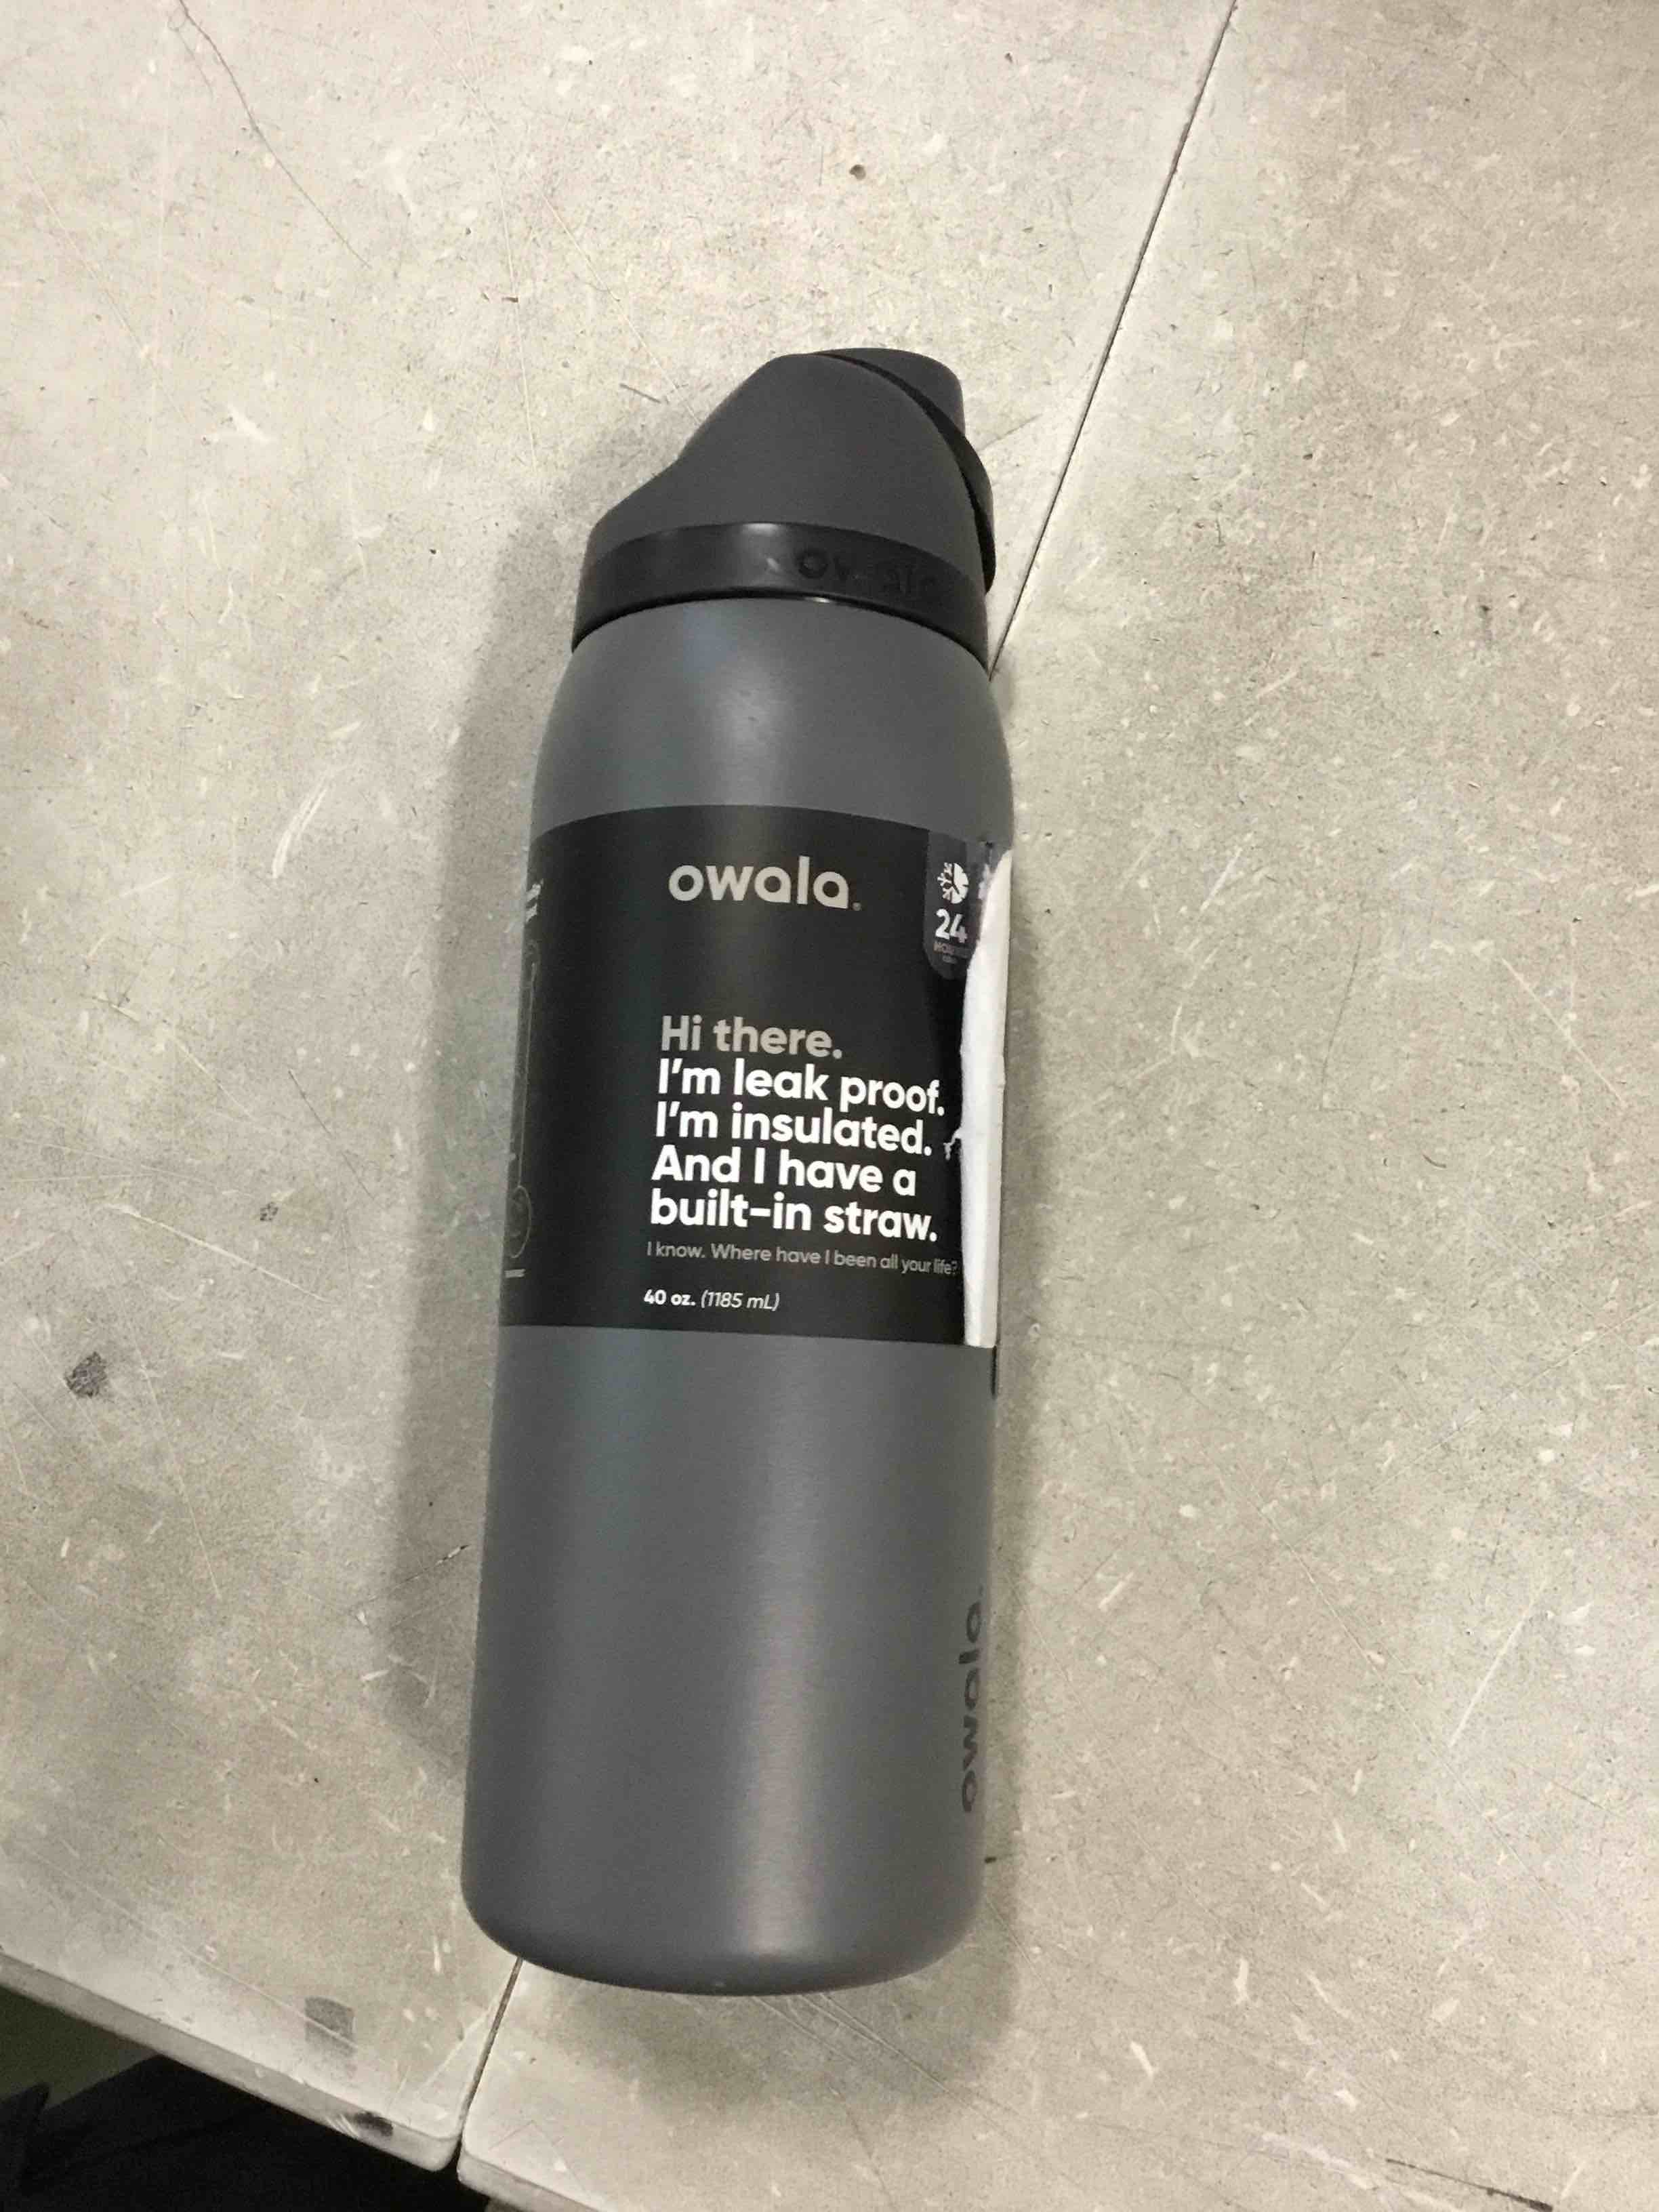 owala
owala®
24
Hi there.
I'm leak proof.
I'm insulated.
And I have a
built-in straw.
I know. Where have I been all your life?
40 oz. (1185 mL)
owala.